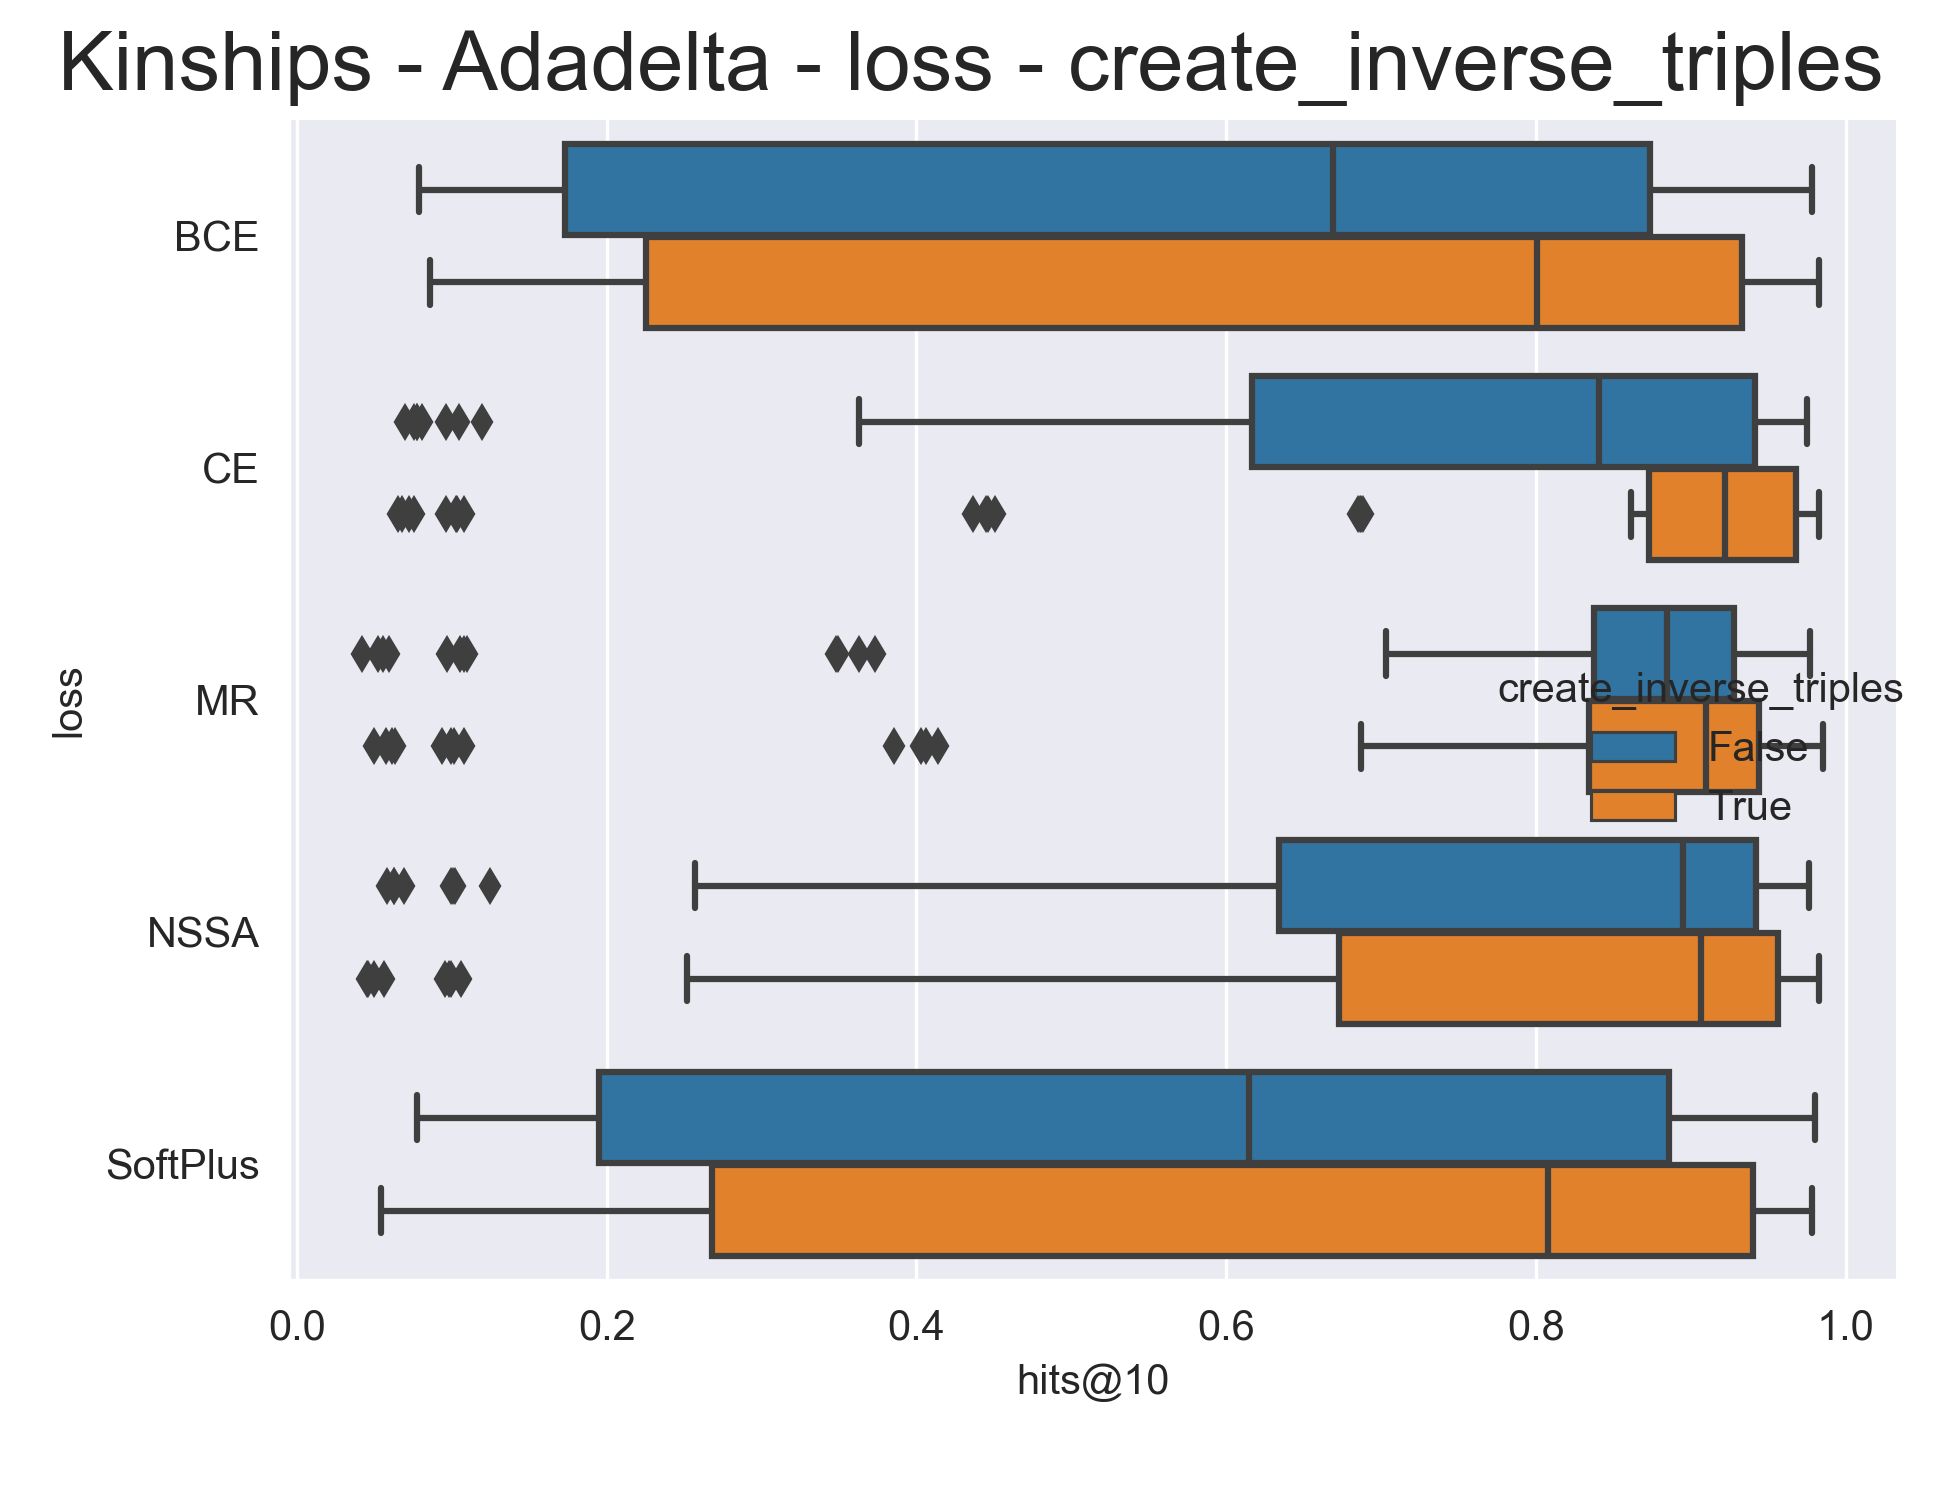 Kinships - Adadelta - loss - create_inverse_triples
BCE
CE
MR
NSSA
SoftPlus
loss
create_inverse_triples
False
True
0.0 0.2 0.4 0.6 0.8 1.0
hits@10